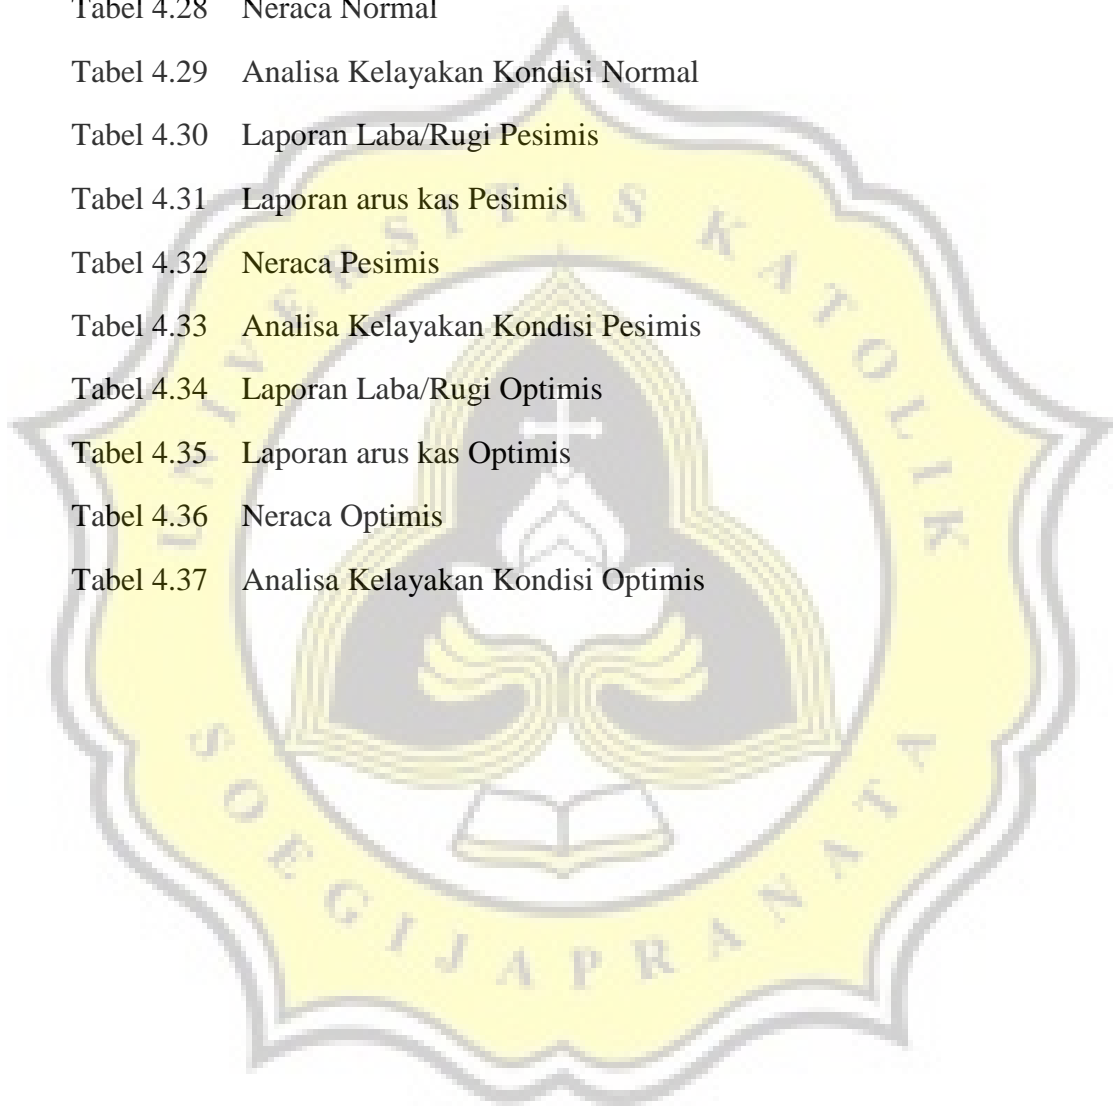 Tabel 4.28 Neraca Normal
Tabel 4.29 Analisa Kelayakan Kondisi Normal
Tabel 4.30 Laporan Laba/Rugi Pesimis
Tabel 4.31 Laporan arus kas Pesimis
Tabel 4.32 Neraca Pesimis
Tabel 4.33 Analisa Kelayakan Kondisi Pesimis
Tabel 4.34 Laporan Laba/Rugi Optimis
Tabel 4.35 Laporan arus kas Optimis
Tabel 4.36 Neraca Optimis
Tabel 4.37 Analisa Kelayakan Kondisi Optimis
UNIVERSITAS KATOLIK
SOEGIJAPRANATA